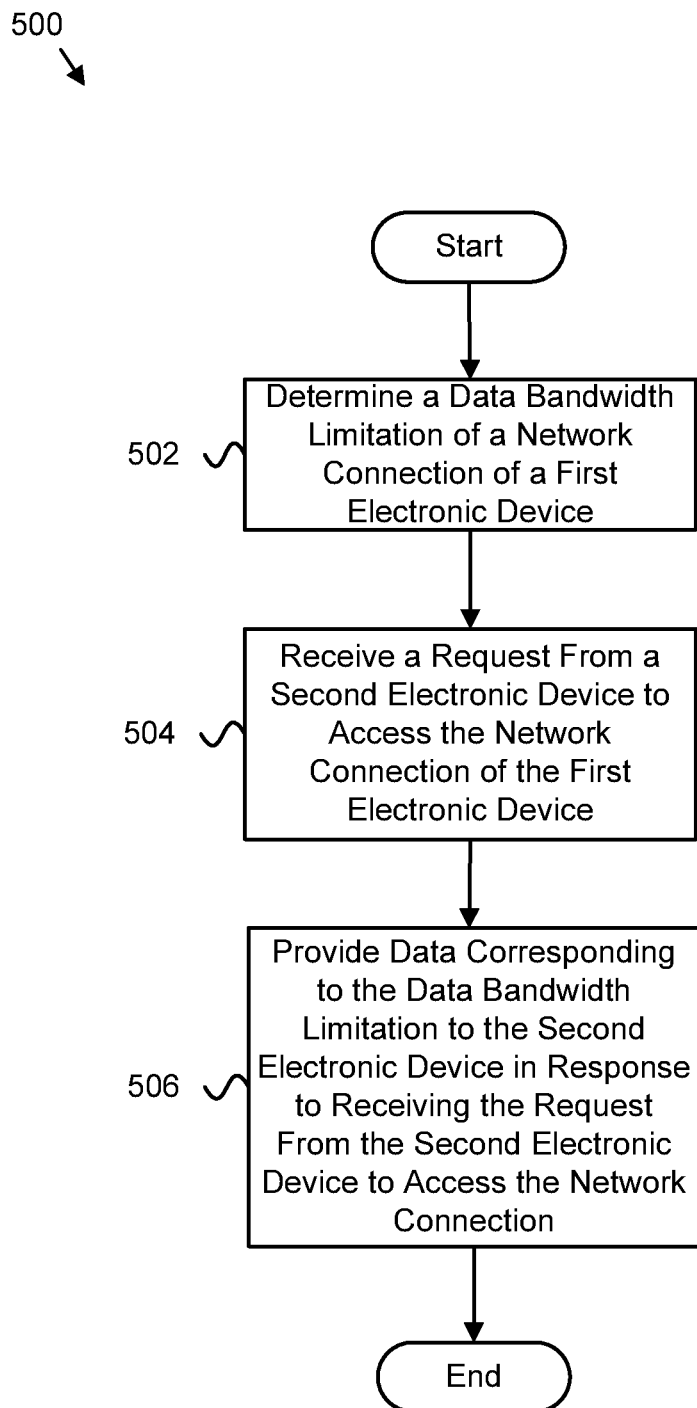 500
Start
502
Determine a Data Bandwidth
Limitation of a Network
Connection of a First
Electronic Device
504
Receive a Request From a
Second Electronic Device to
Access the Network
Connection of the First
Electronic Device
506
Provide Data Corresponding
to the Data Bandwidth
Limitation to the Second
Electronic Device in Response
to Receiving the Request
From the Second Electronic
Device to Access the Network
Connection
End